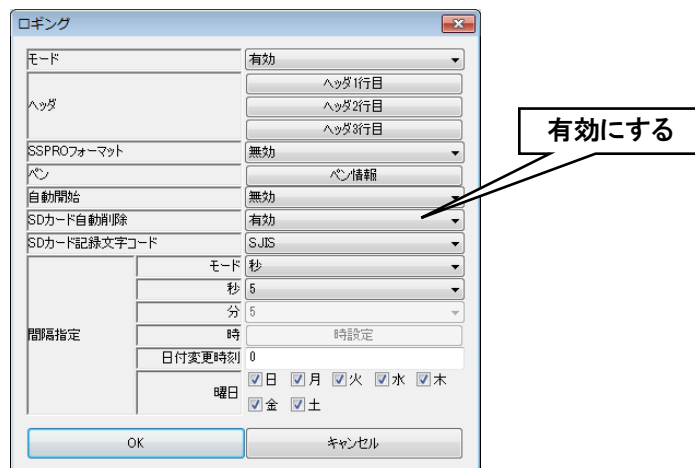 ロギング
モード 有効
ヘッダ ヘッダ1行目
ヘッダ2行目
ヘッダ3行目
有効にする
SSPROフォーマット 無効
ペン ペン情報
自動開始 無効
SDカード自動削除 有効
SDカード記録文字コード SJIS
間隔指定 モード 秒
秒 5
分 5
時 時設定
日付変更時刻 0
曜日 日 月 火 水 木
金 土
OK キャンセル